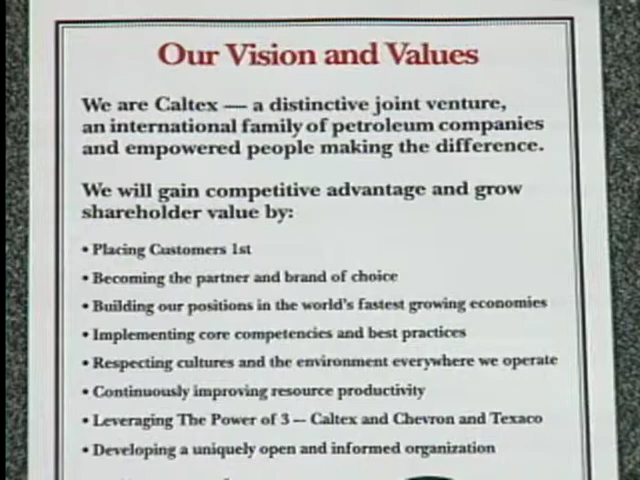 Our Vision and Values
We are Caltex — a distinctive joint venture,
an international family of petroleum companies
and empowered people making the difference.
We will gain competitive advantage and grow
shareholder value by:
• Placing Customers 1st
• Becoming the partner and brand of choice
• Building our positions in the world's fastest growing economies
• Implementing core competencies and best practices
• Respecting cultures and the environment everywhere we operate
• Continuously improving resource productivity
• Leveraging The Power of 3 — Caltex and Chevron and Texaco
• Developing a uniquely open and informed organization